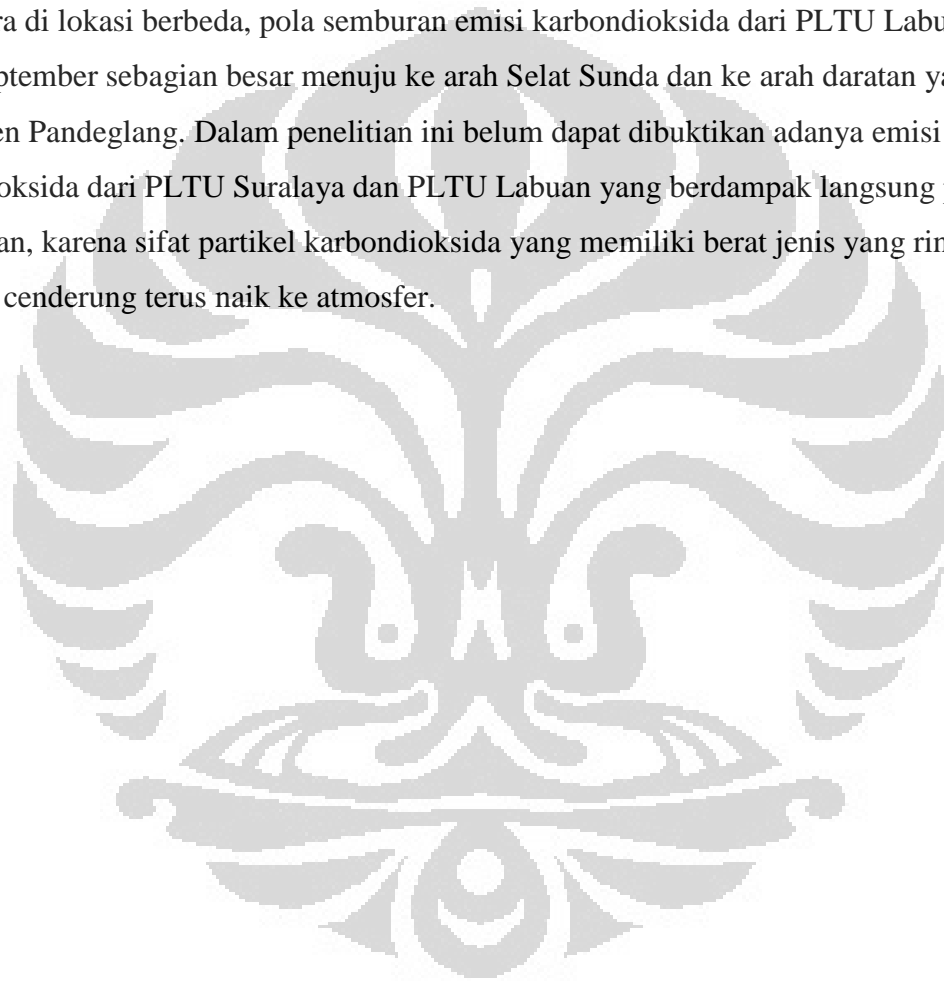 ra di lokasi berbeda, pola semburan emisi karbondioksida dari PLTU Labu
ptember sebagian besar menuju ke arah Selat Sunda dan ke arah daratan ya
en Pandeglang. Dalam penelitian ini belum dapat dibuktikan adanya emisi
oksida dari PLTU Suralaya dan PLTU Labuan yang berdampak langsung
an, karena sifat partikel karbondioksida yang memiliki berat jenis yang rin
cenderung terus naik ke atmosfer.